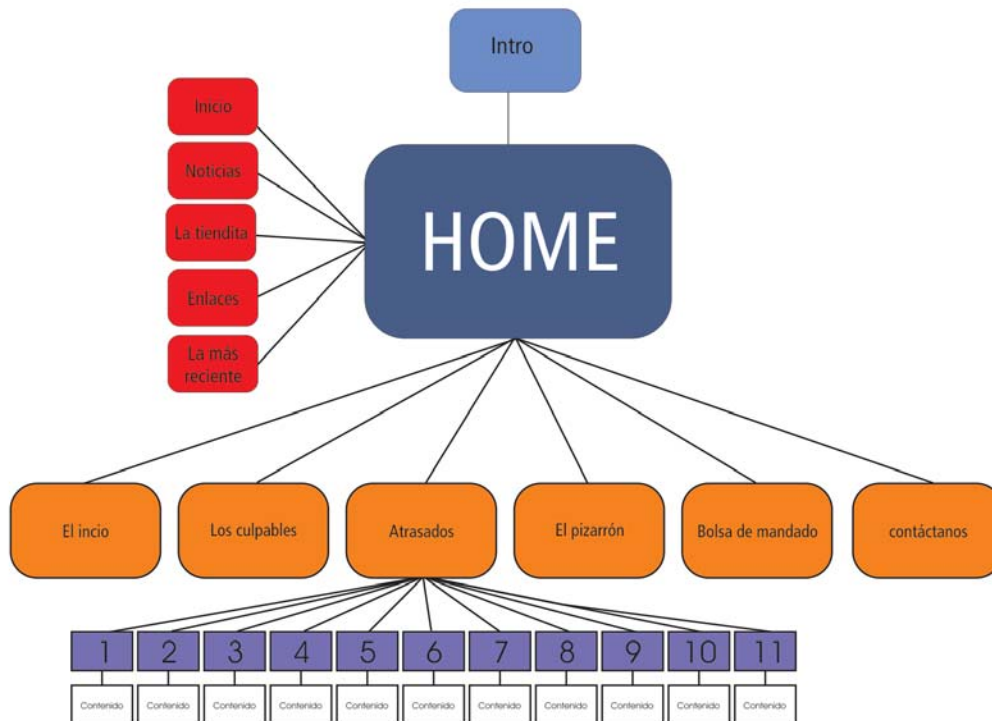 Intro
Inicio
Noticias
La tiendita
Enlaces
La más
reciente
HOME
El incio
Los culpables
Atrasados
El pizarrón
Bolsa de mandado
contáctanos
1 2 3 4 5 6 7 8 9 10 11
Contenido Contenido Contenido Contenido Contenido Contenido Contenido Contenido Contenido Contenido Contenido